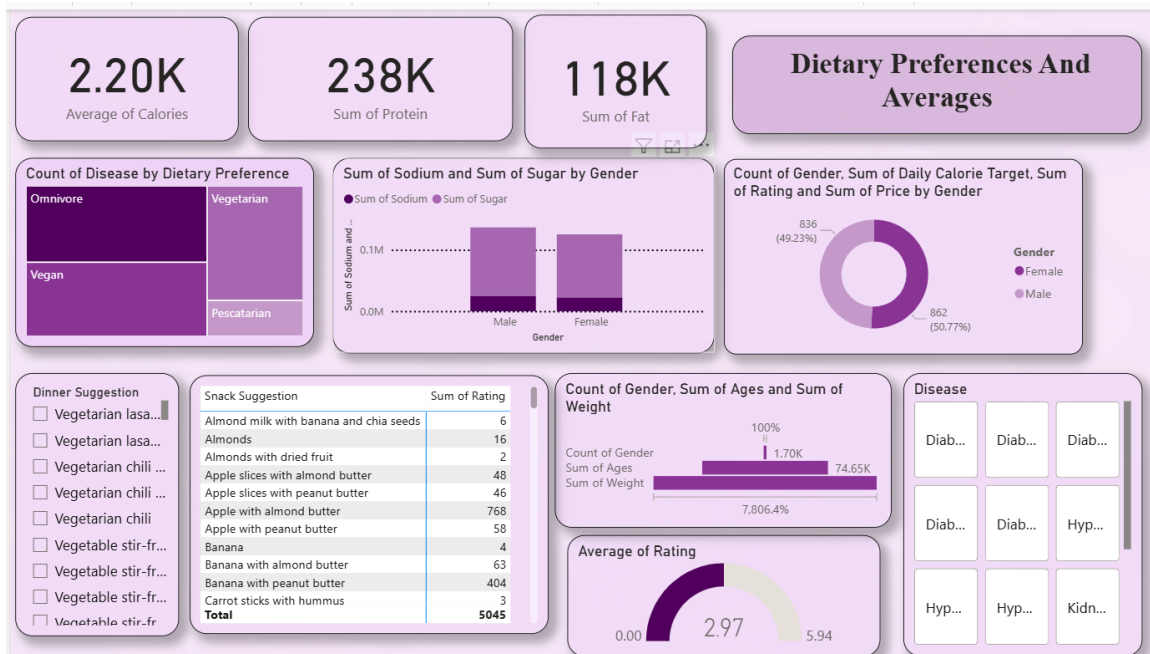 2.20K
Average of Calories
238K
Sum of Protein
118K
Sum of Fat
Dietary Preferences And
Averages
Count of Disease by Dietary Preference
Omnivore
Vegetarian
Vegan
Pescatarian
Sum of Sodium and Sum of Sugar by Gender
Sum of Sodium Sum of Sugar
Sum of Sodium and ...
0.1M
0.0M
Male Female
Gender
Count of Gender, Sum of Daily Calorie Target, Sum
of Rating and Sum of Price by Gender
836
(49.23%)
862
(50.77%)
Gender
Female
Male
Dinner Suggestion
Vegetarian lasa...
Vegetarian lasa...
Vegetarian chili ...
Vegetarian chili ...
Vegetarian chili
Vegetable stir-fr...
Vegetable stir-fr...
Vegetable stir-fr...
Vegetable stir-fr
Snack Suggestion Sum of Rating
Almond milk with banana and chia seeds 6
Almonds 16
Almonds with dried fruit 2
Apple slices with almond butter 48
Apple slices with peanut butter 46
Apple with almond butter 768
Apple with peanut butter 58
Banana 4
Banana with almond butter 63
Banana with peanut butter 404
Carrot sticks with hummus 3
Total 5045
Count of Gender, Sum of Ages and Sum of
Weight
100%
Count of Gender 1.70K
Sum of Ages 74.65K
Sum of Weight
7,806.4%
Average of Rating
0.00 2.97 5.94
Disease
Diab... Diab... Diab...
Diab... Diab... Hyp...
Hyp... Hyp... Kidn...